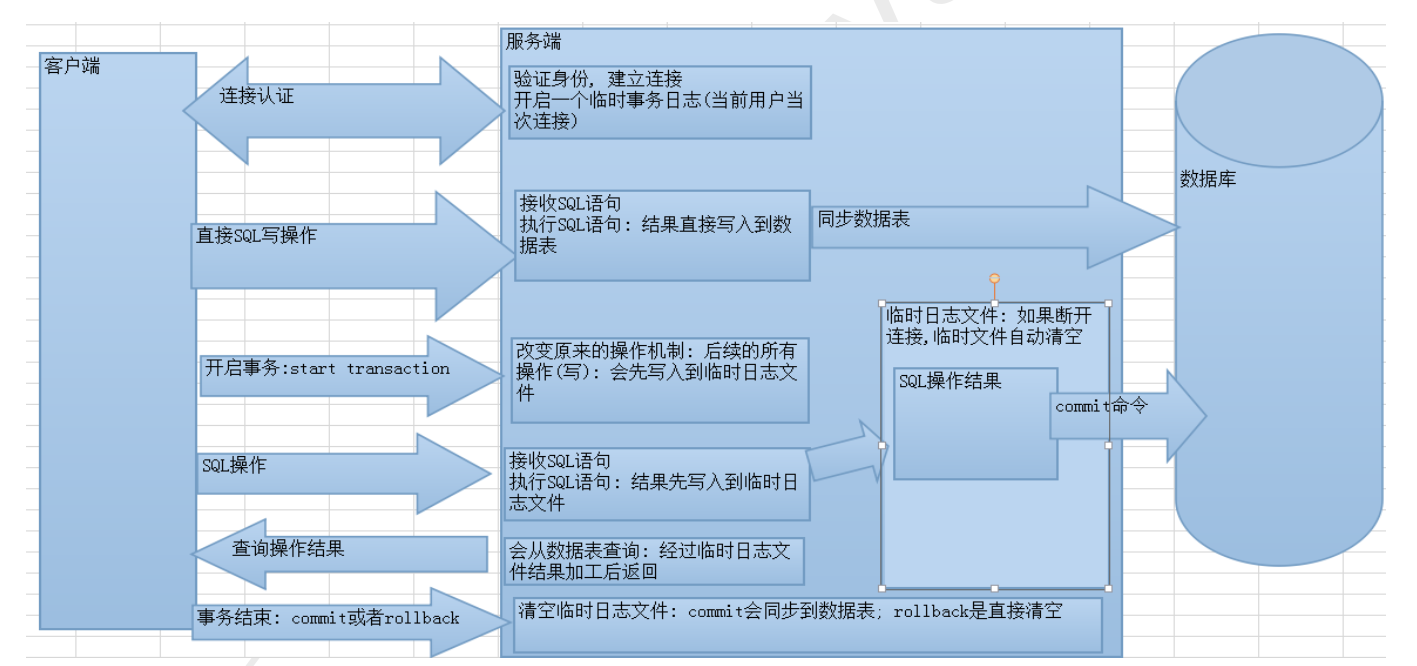 服务端
客户端
连接认证
验证身份, 建立连接
开启一个临时事务日志(当前用户当
次连接)
直接SQL写操作
接收SQL语句
执行SQL语句: 结果直接写入到数
据表
同步数据表
数据库
开启事务:start transaction
改变原来的操作机制: 后续的所有
操作(写): 会先写入到临时日志文
件
临时日志文件: 如果断开
连接,临时文件自动清空
SQL操作结果
commit命令
SQL操作
接收SQL语句
执行SQL语句: 结果先写入到临时日
志文件
查询操作结果
会从数据表查询: 经过临时日志文
件结果加工后返回
事务结束: commit或者rollback
清空临时日志文件: commit会同步到数据表; rollback是直接清空